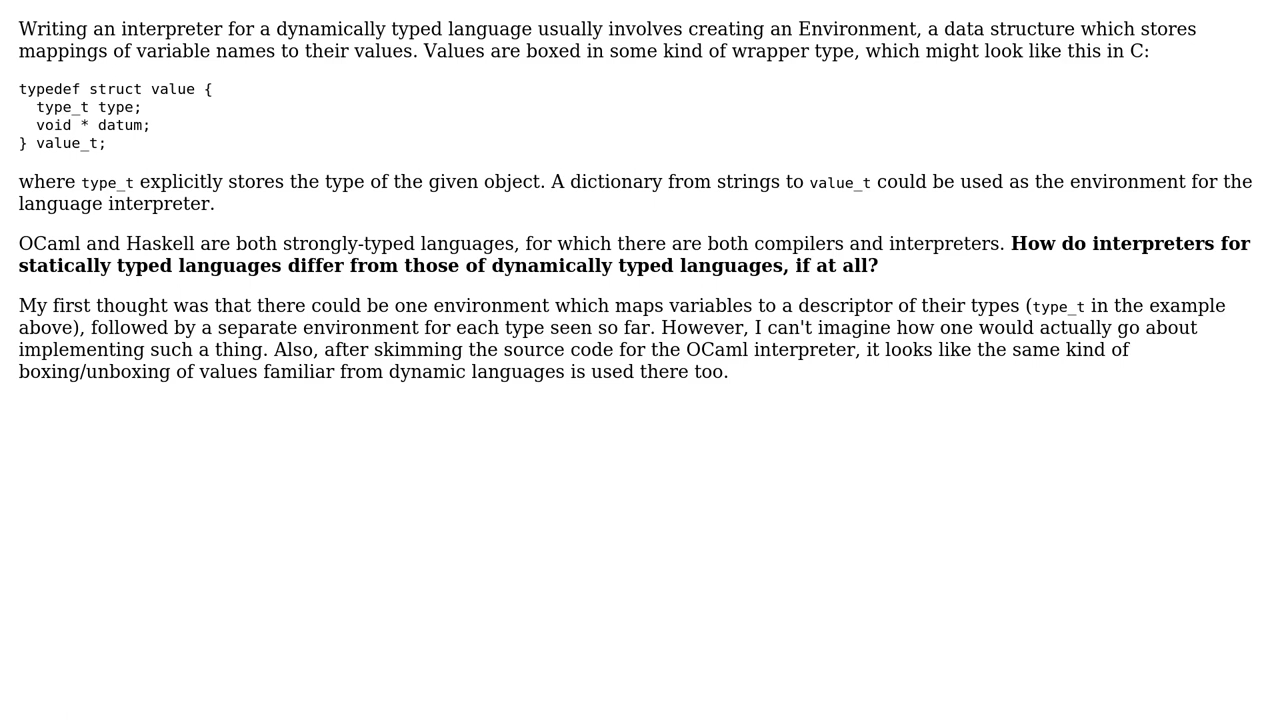 Writing an interpreter for a dynamically typed language usually involves creating an Environment, a data structure which stores
mappings of variable names to their values. Values are boxed in some kind of wrapper type, which might look like this in C:
typedef struct value {
  type_t type;
  void * datum;
} value_t;
where type_t explicitly stores the type of the given object. A dictionary from strings to value_t could be used as the environment for the
language interpreter.
OCaml and Haskell are both strongly-typed languages, for which there are both compilers and interpreters. How do interpreters for
statically typed languages differ from those of dynamically typed languages, if at all?
My first thought was that there could be one environment which maps variables to a descriptor of their types (type_t in the example
above), followed by a separate environment for each type seen so far. However, I can't imagine how one would actually go about
implementing such a thing. Also, after skimming the source code for the OCaml interpreter, it looks like the same kind of
boxing/unboxing of values familiar from dynamic languages is used there too.